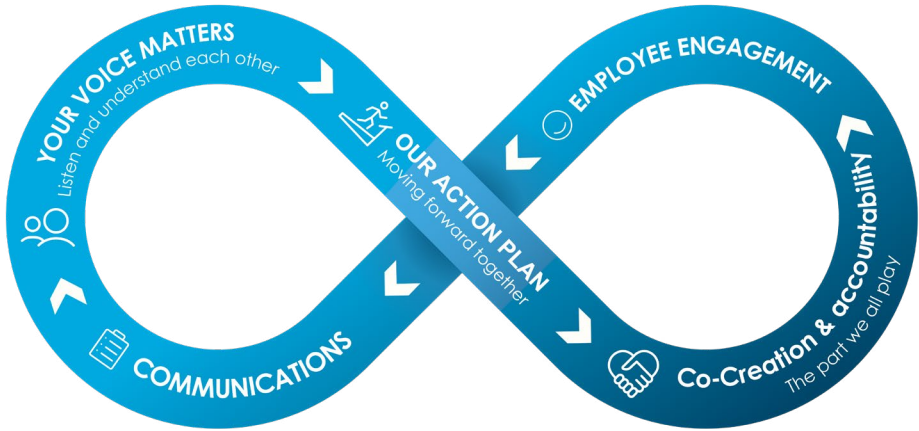 YOUR VOICE MATTERS
Listen and understand each other
OUR ACTION PLAN
Moving forward together
Co-Creation & accountability
The part we all play
EMPLOYEE ENGAGEMENT
COMMUNICATIONS